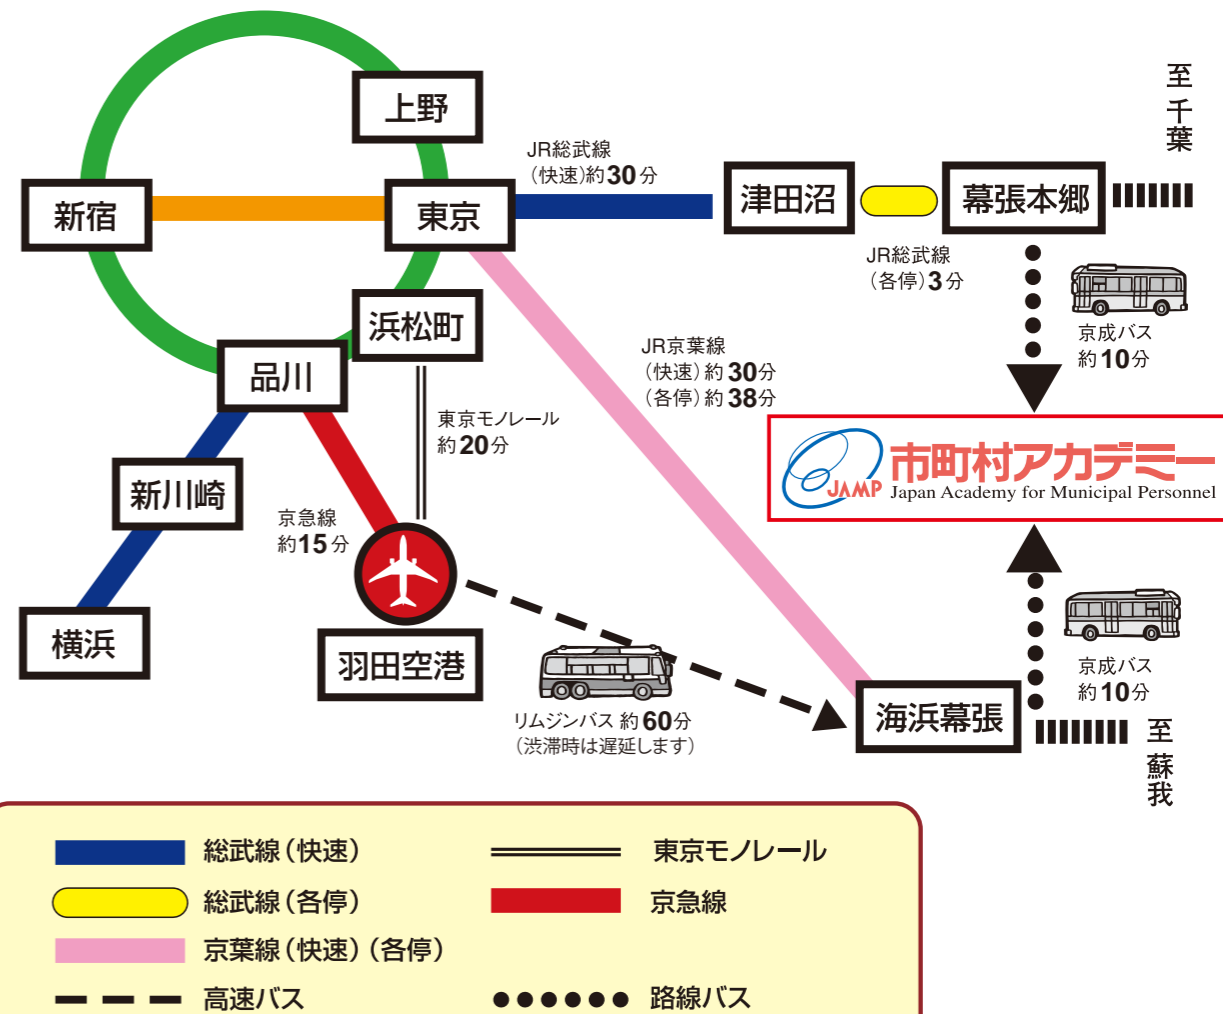 上野
至千葉
JR総武線
（快速）約30分
新宿
東京
津田沼
幕張本郷
JR総武線
（各停）3分
浜松町
京成バス
約10分
JR京葉線
（快速）約30分
（各停）約38分
品川
東京モノレール
約20分
市町村アカデミー
JAMP
Japan Academy for Municipal Personnel
新川崎
京急線
約15分
横浜
羽田空港
京成バス
約10分
リムジンバス 約60分
（渋滞時は遅延します）
海浜幕張
至蘇我
総武線（快速）
東京モノレール
総武線（各停）
京急線
京葉線（快速）（各停）
高速バス
路線バス